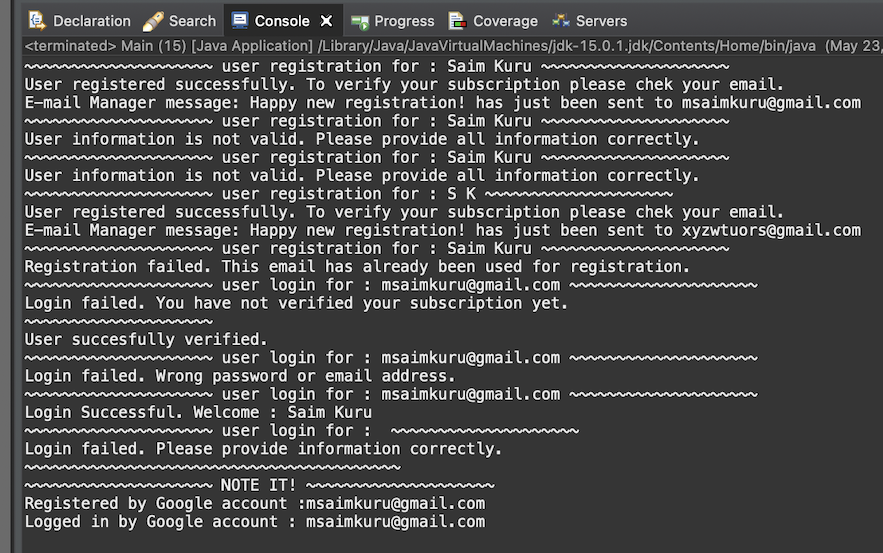 Declaration Search Console Progress Coverage Servers
<terminated> Main (15) [Java Application] /Library/Java/JavaVirtualMachines/jdk-15.0.1.jdk/Contents/Home/bin/java (May 23,
~~~~~~~~~~~~~~~~~~~~ user registration for : Saim Kuru ~~~~~~~~~~~~~~~~~~~~
User registered successfully. To verify your subscription please chek your email.
E-mail Manager message: Happy new registration! has just been sent to msaimkuru@gmail.com
~~~~~~~~~~~~~~~~~~~~ user registration for : Saim Kuru ~~~~~~~~~~~~~~~~~~~~
User information is not valid. Please provide all information correctly.
~~~~~~~~~~~~~~~~~~~~ user registration for : Saim Kuru ~~~~~~~~~~~~~~~~~~~~
User information is not valid. Please provide all information correctly.
~~~~~~~~~~~~~~~~~~~~ user registration for : S K ~~~~~~~~~~~~~~~~~~~~
User registered successfully. To verify your subscription please chek your email.
E-mail Manager message: Happy new registration! has just been sent to xyzwtuors@gmail.com
~~~~~~~~~~~~~~~~~~~~ user registration for : Saim Kuru ~~~~~~~~~~~~~~~~~~~~
Registration failed. This email has already been used for registration.
~~~~~~~~~~~~~~~~~~~~ user login for : msaimkuru@gmail.com ~~~~~~~~~~~~~~~~~~~~
Login failed. You have not verified your subscription yet.
~~~~~~~~~~~~~~~~~~~~
User succesfully verified.
~~~~~~~~~~~~~~~~~~~~ user login for : msaimkuru@gmail.com ~~~~~~~~~~~~~~~~~~~~
Login failed. Wrong password or email address.
~~~~~~~~~~~~~~~~~~~~ user login for : msaimkuru@gmail.com ~~~~~~~~~~~~~~~~~~~~
Login Successful. Welcome : Saim Kuru
~~~~~~~~~~~~~~~~~~~~ user login for :  ~~~~~~~~~~~~~~~~~~~~
Login failed. Please provide information correctly.
~~~~~~~~~~~~~~~~~~~~~~~~~~~~~~~~~~~~~~~~
~~~~~~~~~~~~~~~~~~~~ NOTE IT! ~~~~~~~~~~~~~~~~~~~~
Registered by Google account :msaimkuru@gmail.com
Logged in by Google account : msaimkuru@gmail.com